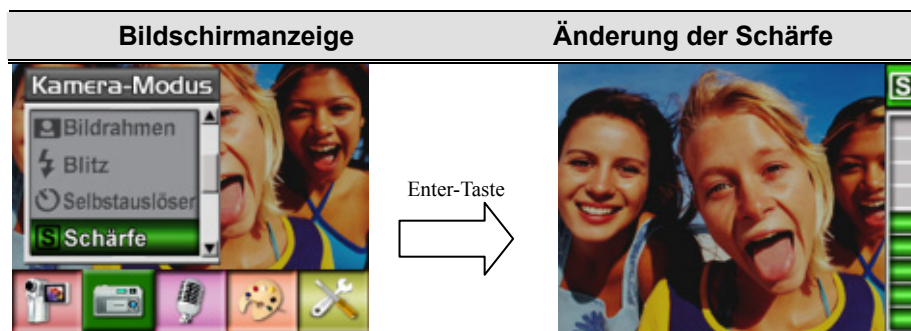 Bildschirmanzeige
Änderung der Schärfe
Kamera-Modus
Bildrahmen
Blitz
Selbstauslöser
S Schärfe
Enter-Taste
S